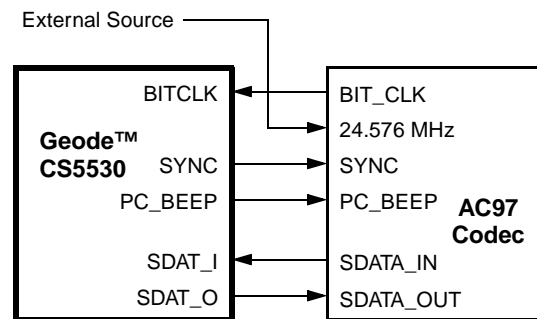 External Source
BITCLK
BIT_CLK
24.576 MHz
Geode™
CS5530
SYNC
SYNC
PC_BEEP
PC_BEEP
AC97
Codec
SDAT_I
SDATA_IN
SDAT_O
SDATA_OUT